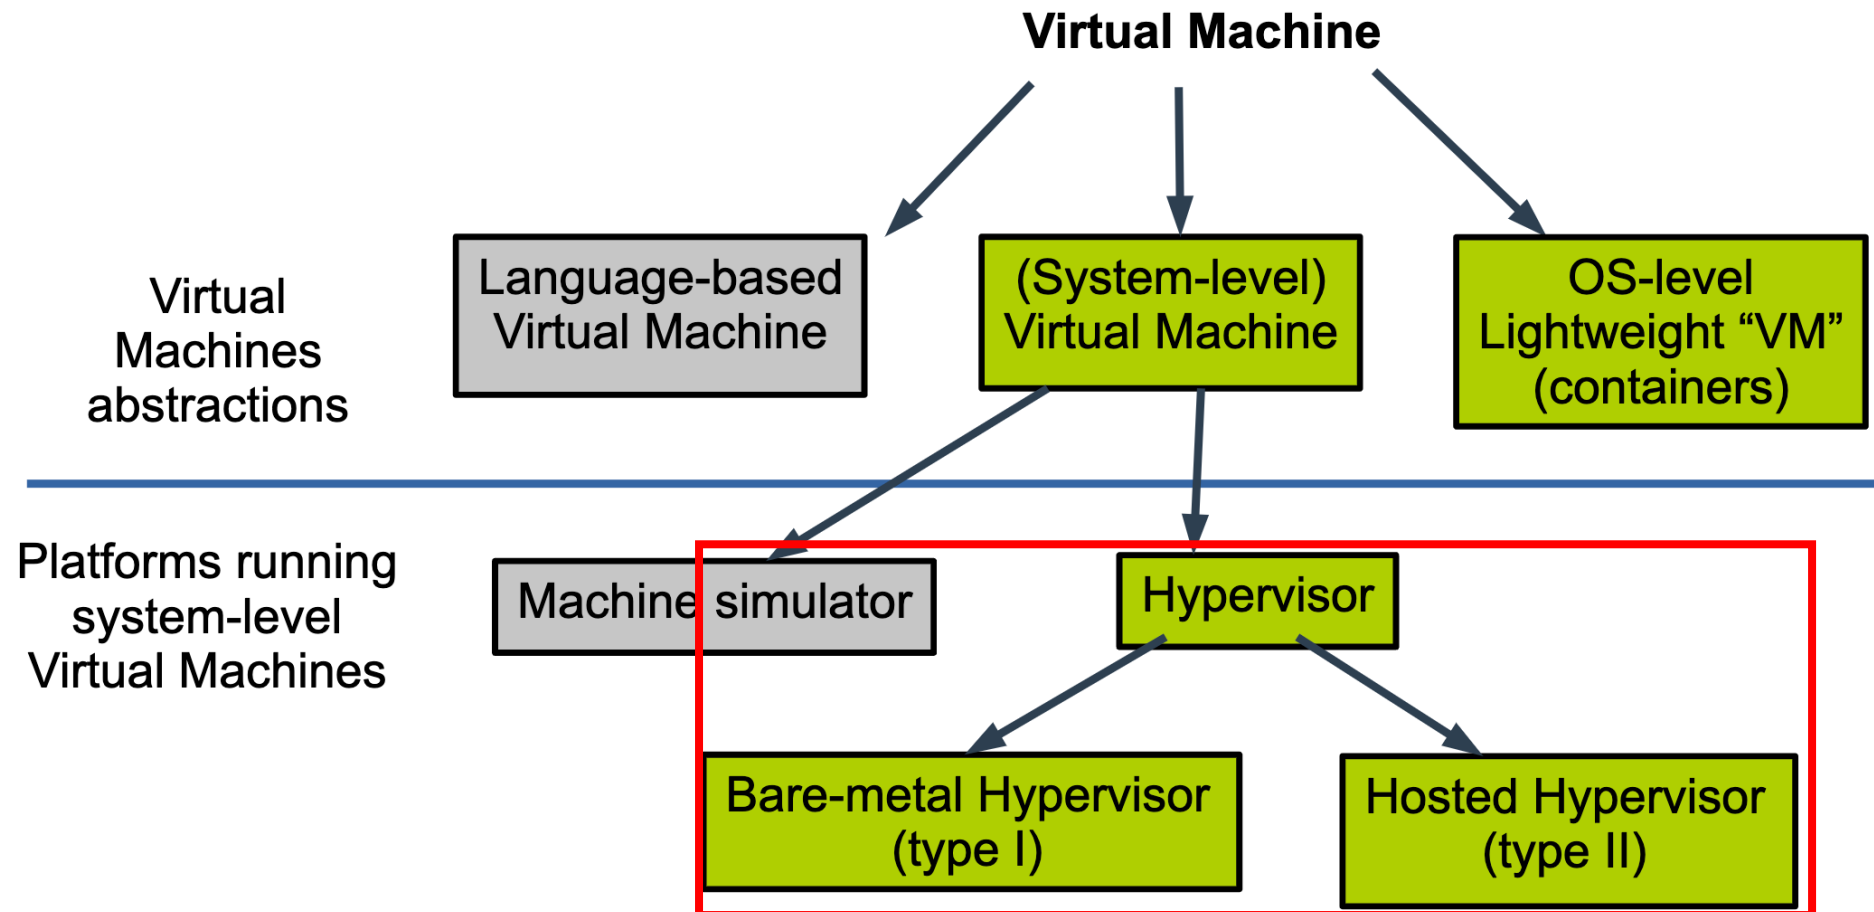 Virtual Machine
Language-based
Virtual Machine
(System-level)
Virtual Machine
OS-level
Lightweight “VM”
(containers)
Virtual
Machines
abstractions
Platforms running
system-level
Virtual Machines
Machine simulator
Hypervisor
Bare-metal Hypervisor
(type I)
Hosted Hypervisor
(type II)